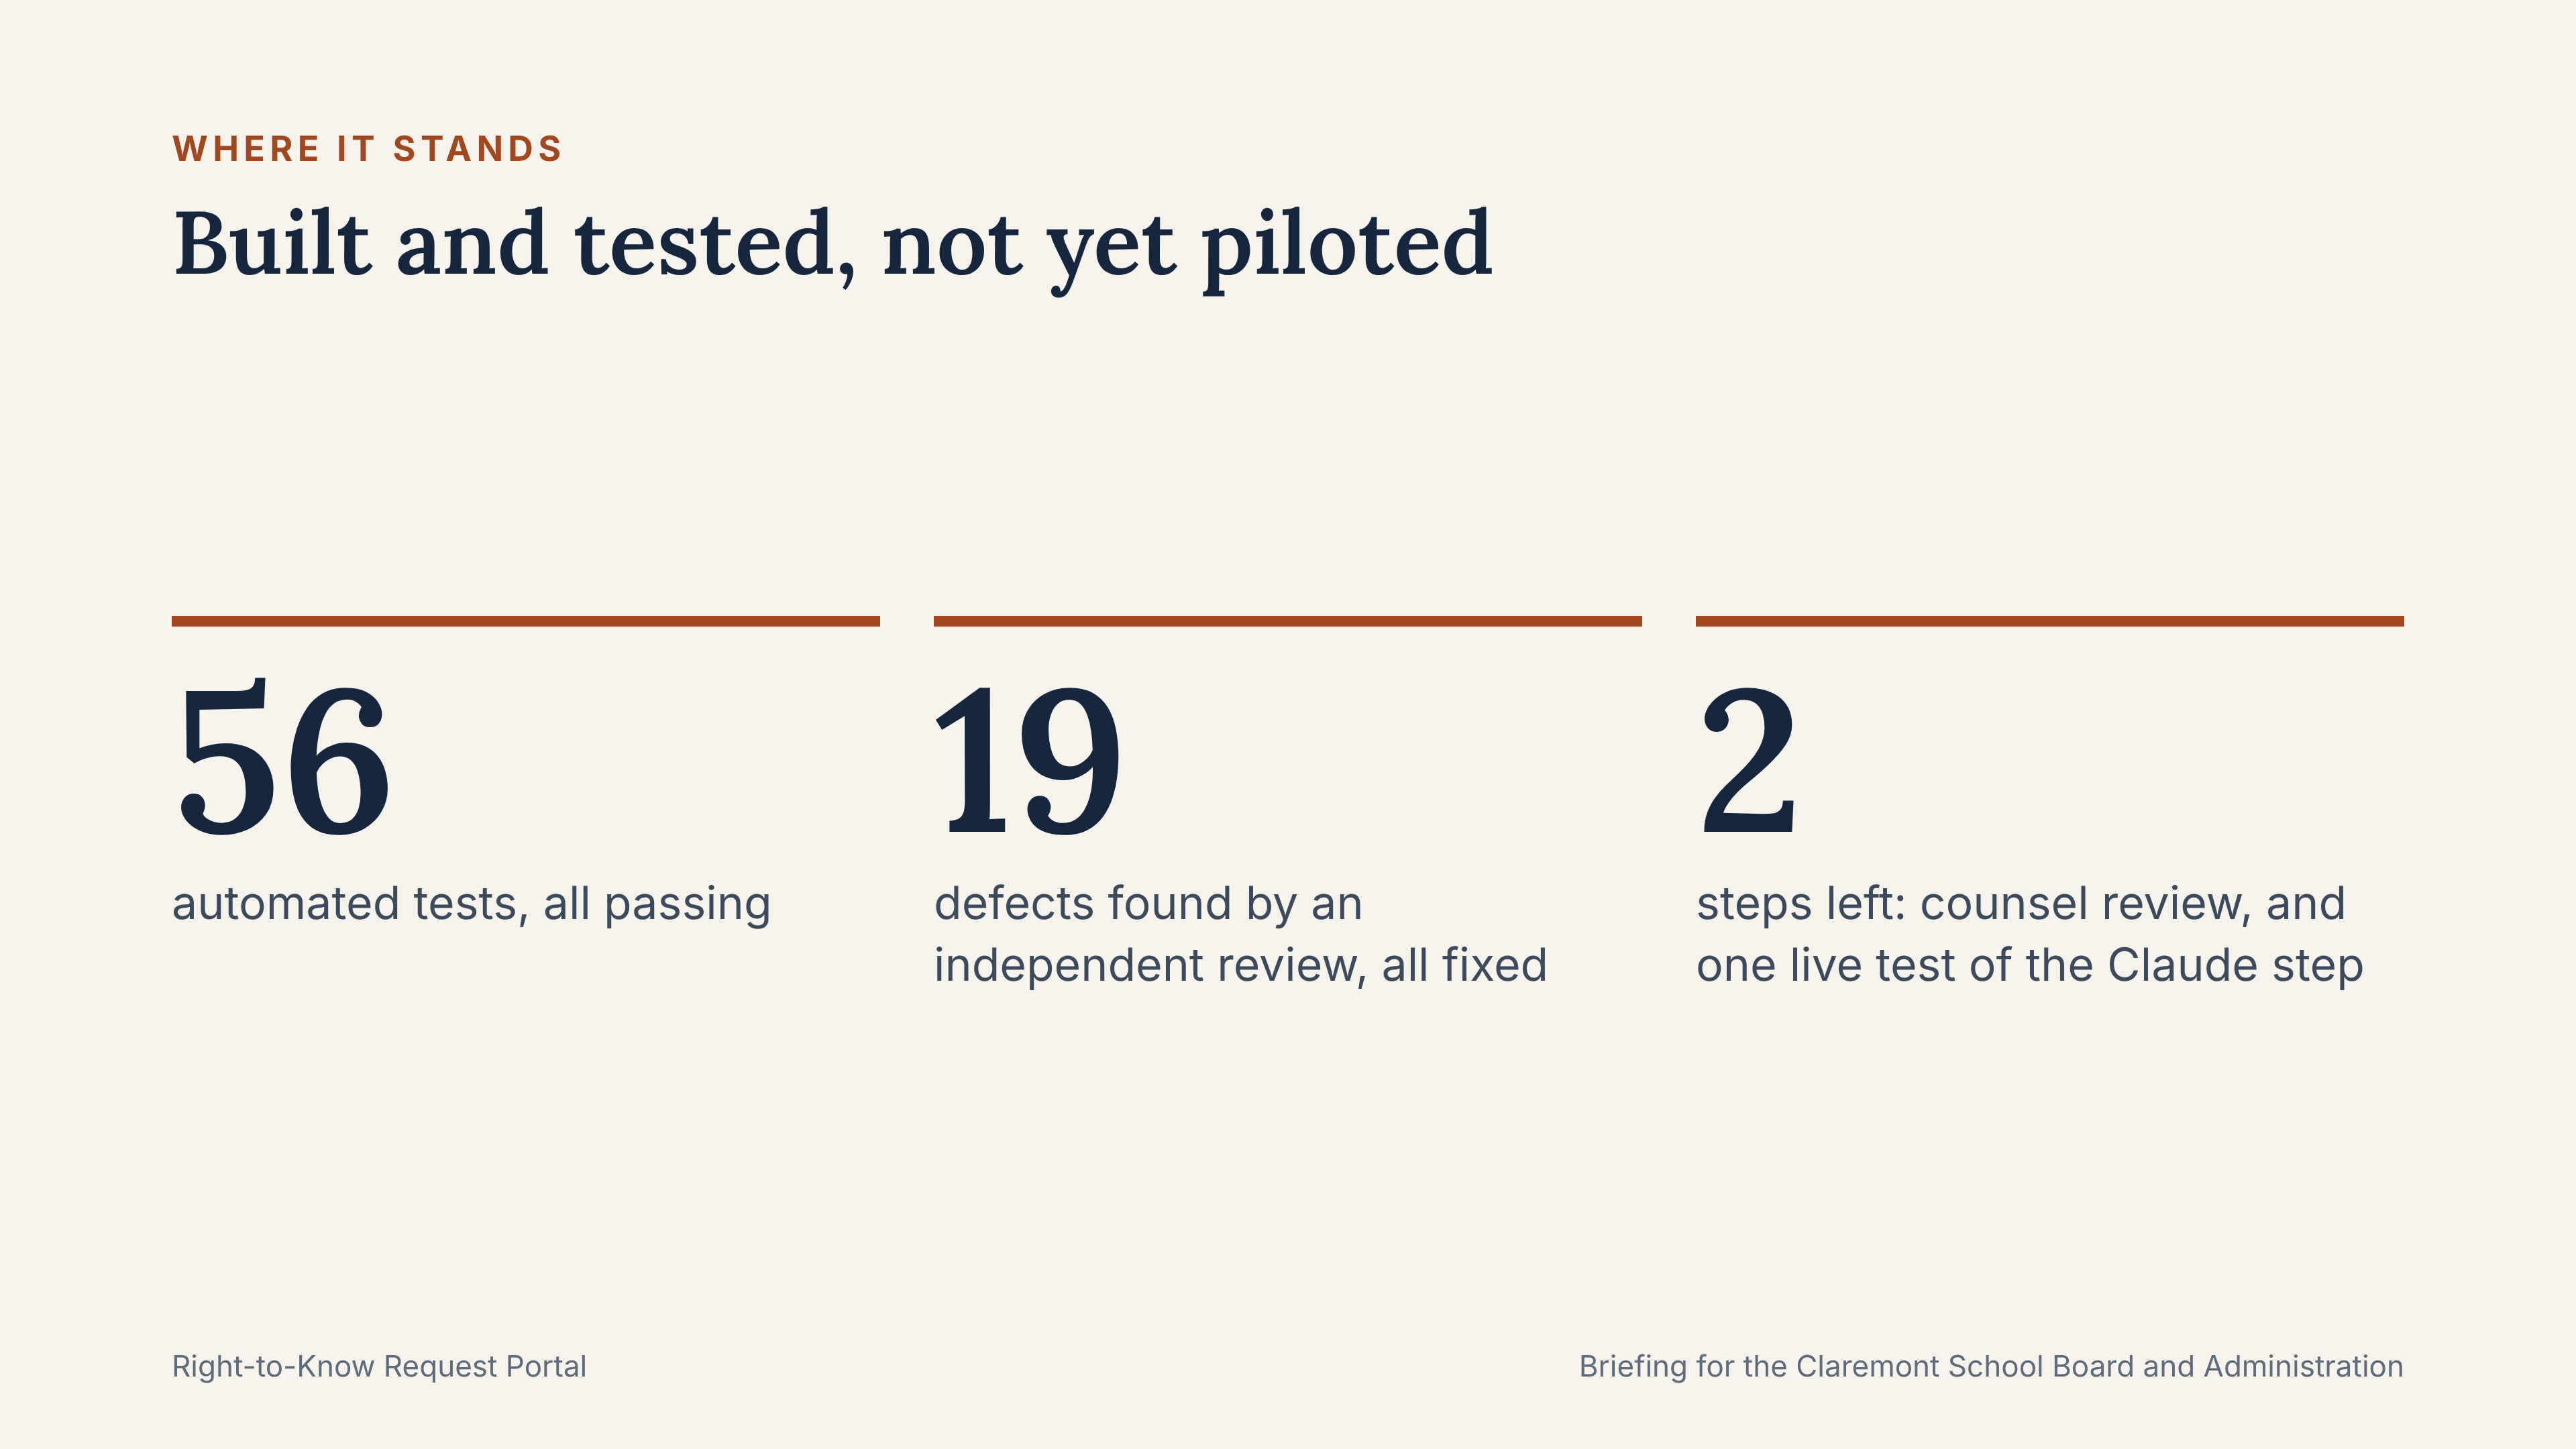 WHERE IT STANDS
Built and tested, not yet piloted
56
automated tests, all passing
19
defects found by an
independent review, all fixed
2
steps left: counsel review, and
one live test of the Claude step
Right-to-Know Request Portal
Briefing for the Claremont School Board and Administration